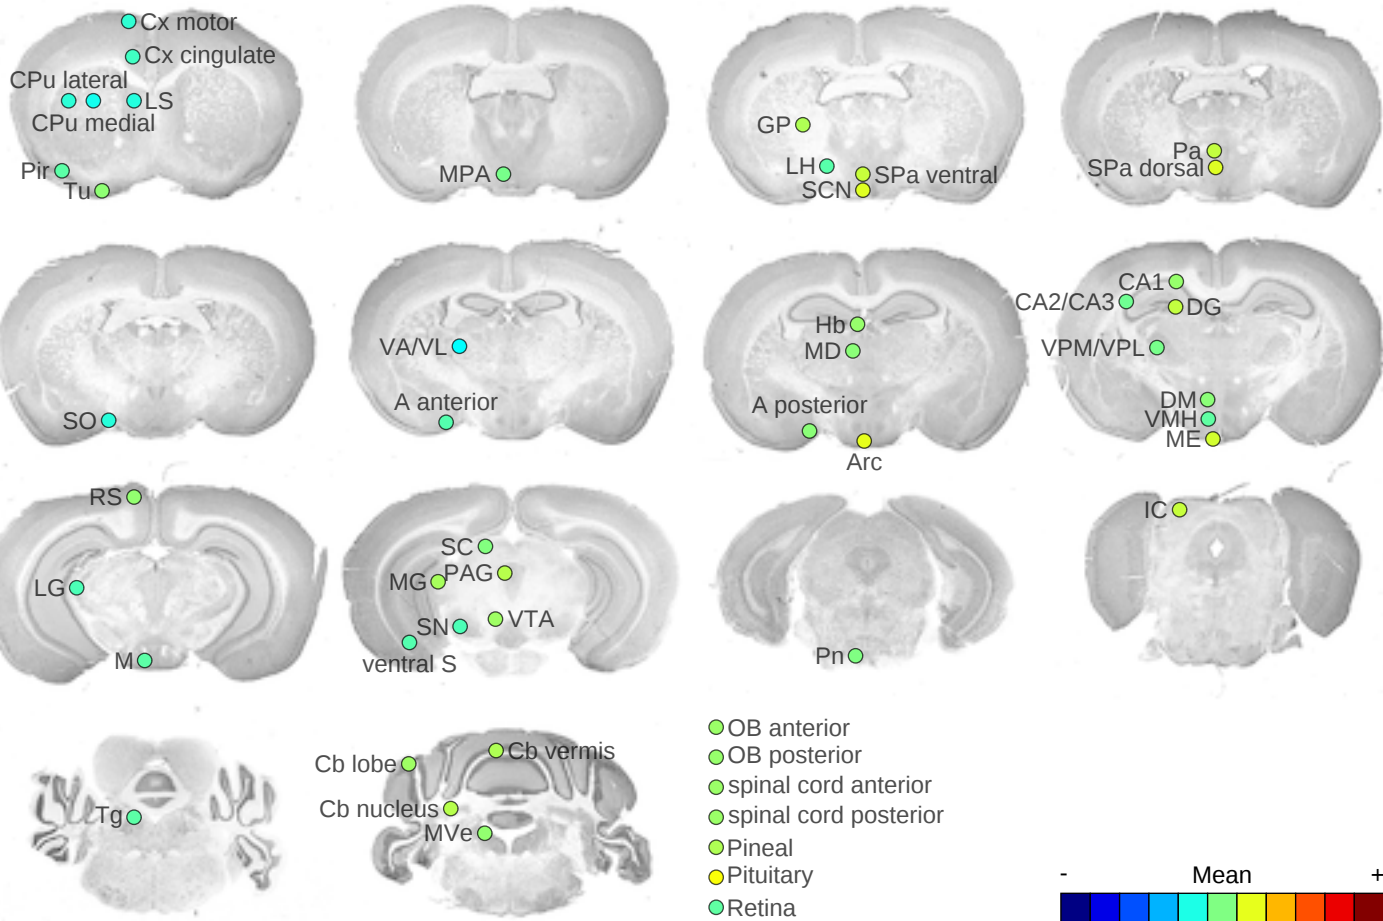 Cx motor
Cx cingulate
CPu lateral
LS
CPu medial
Pir
Tu
MPA
GP
LH
SPa ventral
SCN
Pa
SPa dorsal
SO
VA/VL
A anterior
Hb
MD
A posterior
Arc
CA1
CA2/CA3
DG
VPM/VPL
DM
VMH
ME
RS
LG
M
SC
MG
PAG
SN
VTA
ventral S
Pn
IC
Tg
Cb lobe
Cb vermis
Cb nucleus
MVe
OB anterior
OB posterior
spinal cord anterior
spinal cord posterior
Pineal
Pituitary
Retina
- Mean +